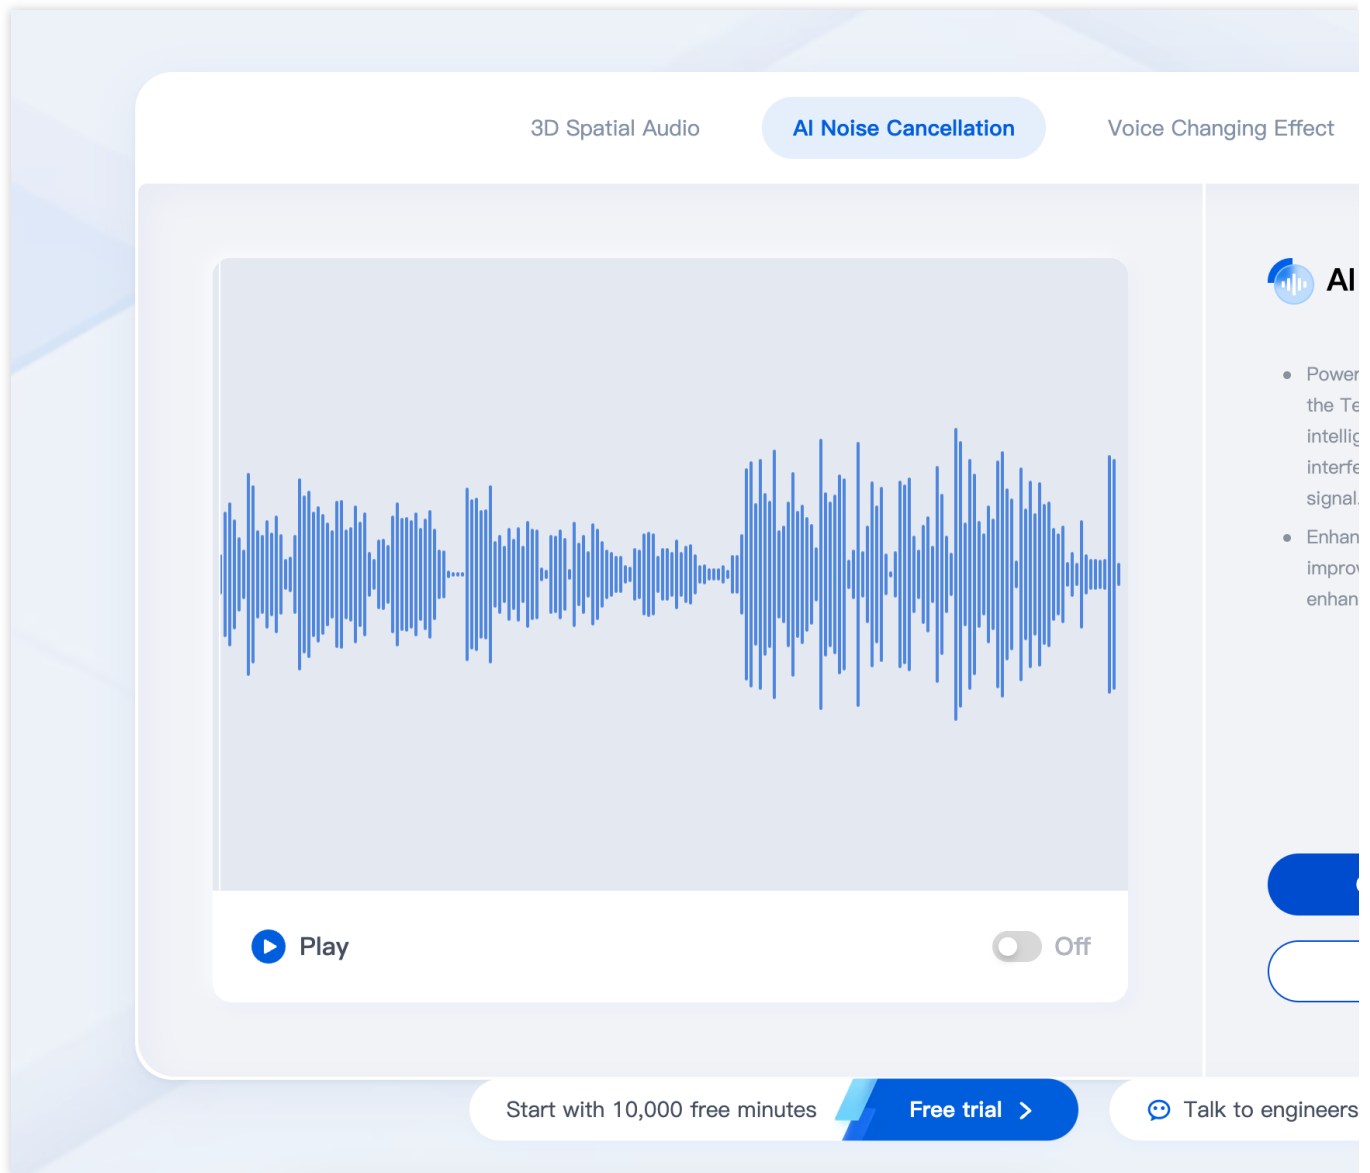 3D Spatial Audio
AI Noise Cancellation
Voice Changing Effect
AI
Power
the Te
intellig
interfe
signal.
Enhan
improv
enhan
Play
Off
Start with 10,000 free minutes
Free trial
Talk to engineers